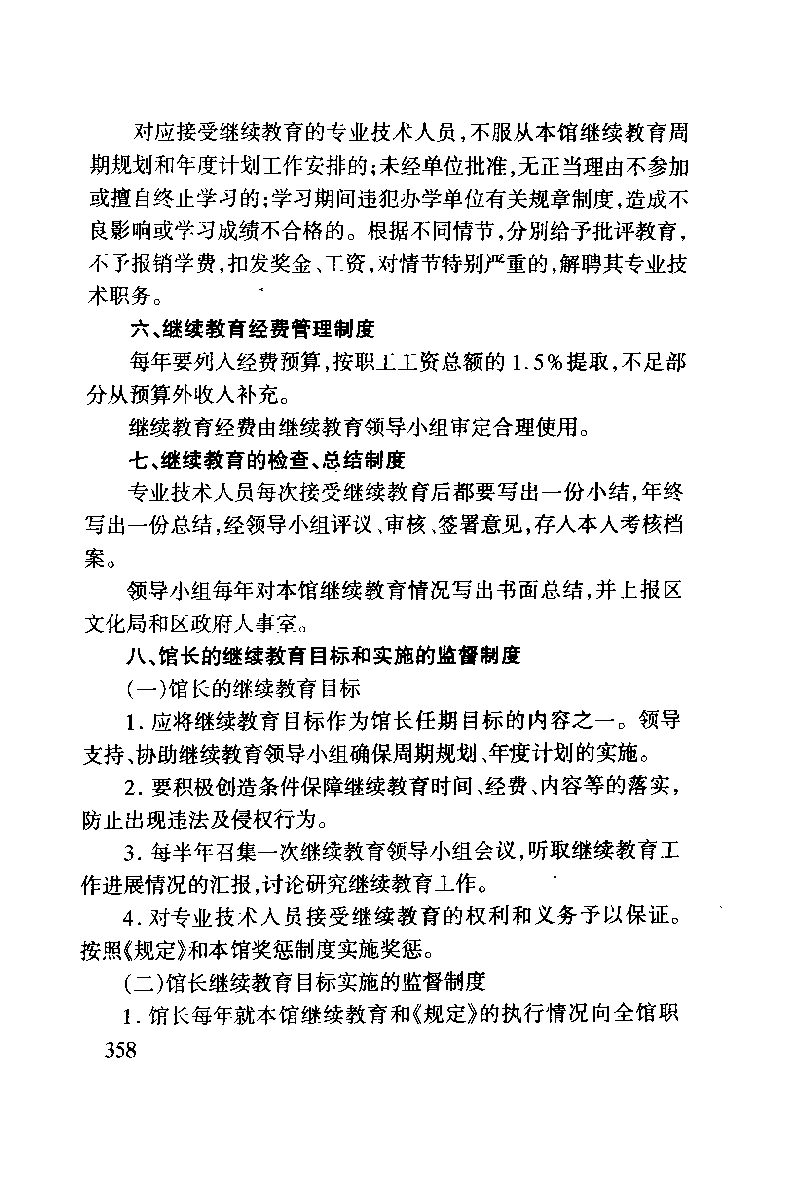 对应接受继续教育的专业技术人员,不服从本馆继续教育周
期规划和年度计划工作安排的;未经单位批准,无正当理由不参加
或擅自终止学习的;学习期间违犯办学单位有关规章制度,造成不
良影响或学习成绩不合格的。根据不同情节,分别给予批评教育,
不予报销学费,扣发奖金、工资,对情节特别严重的,解聘其专业技
术职务。
六、继续教育经费管理制度
每年要列入经费预算,按职工工资总额的1.5%提取,不足部
分从预算外收入补充。
继续教育经费由继续教育领导小组审定合理使用。
七、继续教育的检查、总结制度
专业技术人员每次接受继续教育后都要写出一份小结,年终
写出一份总结,经领导小组评议、审核、签署意见,存入本人考核档
案。
领导小组每年对本馆继续教育情况写出书面总结,并上报区
文化局和区政府人事室。
八、馆长的继续教育目标和实施的监督制度
(一)馆长的继续教育目标
1. 应将继续教育目标作为馆长任期目标的内容之一。领导
支持、协助继续教育领导小组确保周期规划、年度计划的实施。
2. 要积极创造条件保障继续教育时间、经费、内容等的落实,
防止出现违法及侵权行为。
3. 每半年召集一次继续教育领导小组会议,听取继续教育工
作进展情况的汇报,讨论研究继续教育工作。
4. 对专业技术人员接受继续教育的权利和义务予以保证。
按照《规定》和本馆奖惩制度实施奖惩。
(二)馆长继续教育目标实施的监督制度
1. 馆长每年就本馆继续教育和《规定》的执行情况向全馆职
358